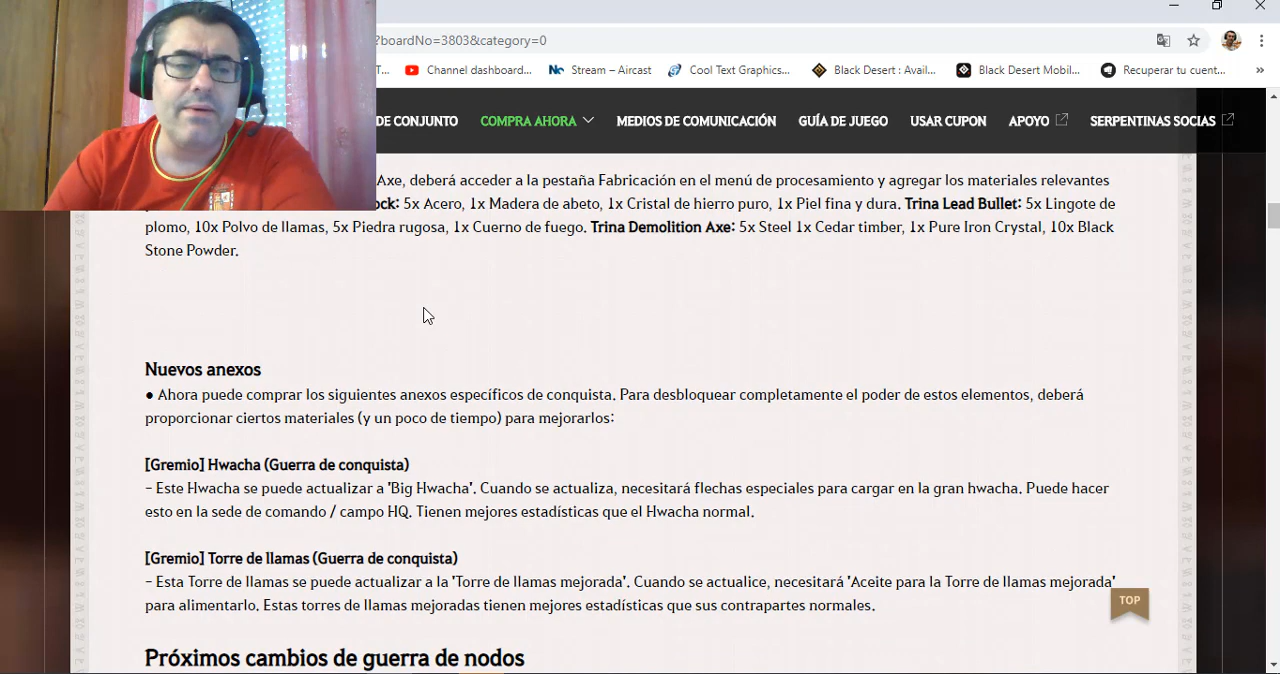 ?boardNo=3803&category=0
T... Channel dashboard... Stream – Aircast Cool Text Graphics... Black Desert : Avail... Black Desert Mobil... Recuperar tu cuent... »
DE CONJUNTO COMPRA AHORA MEDIOS DE COMUNICACIÓN GUÍA DE JUEGO USAR CUPON APOYO SERPENTINAS SOCIAS
Axe, deberá acceder a la pestaña Fabricación en el menú de procesamiento y agregar los materiales relevantes
ock: 5x Acero, 1x Madera de abeto, 1x Cristal de hierro puro, 1x Piel fina y dura. Trina Lead Bullet: 5x Lingote de
plomo, 10x Polvo de llamas, 5x Piedra rugosa, 1x Cuerno de fuego. Trina Demolition Axe: 5x Steel 1x Cedar timber, 1x Pure Iron Crystal, 10x Black
Stone Powder.
Nuevos anexos
● Ahora puede comprar los siguientes anexos específicos de conquista. Para desbloquear completamente el poder de estos elementos, deberá
proporcionar ciertos materiales (y un poco de tiempo) para mejorarlos:
[Gremio] Hwacha (Guerra de conquista)
– Este Hwacha se puede actualizar a 'Big Hwacha'. Cuando se actualiza, necesitará flechas especiales para cargar en la gran hwacha. Puede hacer
esto en la sede de comando / campo HQ. Tienen mejores estadísticas que el Hwacha normal.
[Gremio] Torre de llamas (Guerra de conquista)
– Esta Torre de llamas se puede actualizar a la 'Torre de llamas mejorada'. Cuando se actualice, necesitará 'Aceite para la Torre de llamas mejorada'
para alimentarlo. Estas torres de llamas mejoradas tienen mejores estadísticas que sus contrapartes normales.
TOP
Próximos cambios de guerra de nodos